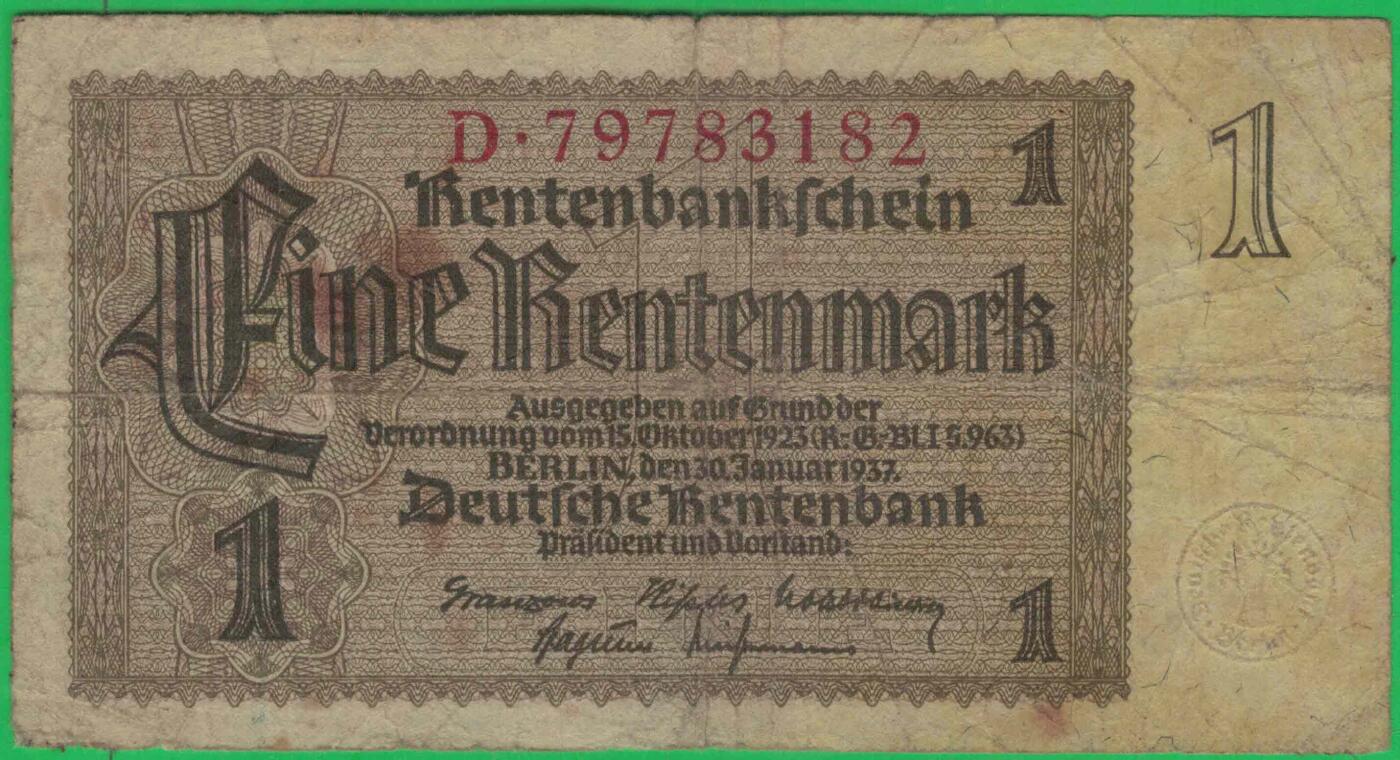 D·79783182
1
1
Rentenbankſchein
Eine Rentenmark
Ausgegeben auf Grund der
Verordnung vom 15. Oktober 1923 (R.-G.-Bl. I S. 963)
BERLIN, den 30. Januar 1937.
Deutſche Rentenbank
Präſident und Vorſtand:
1
1